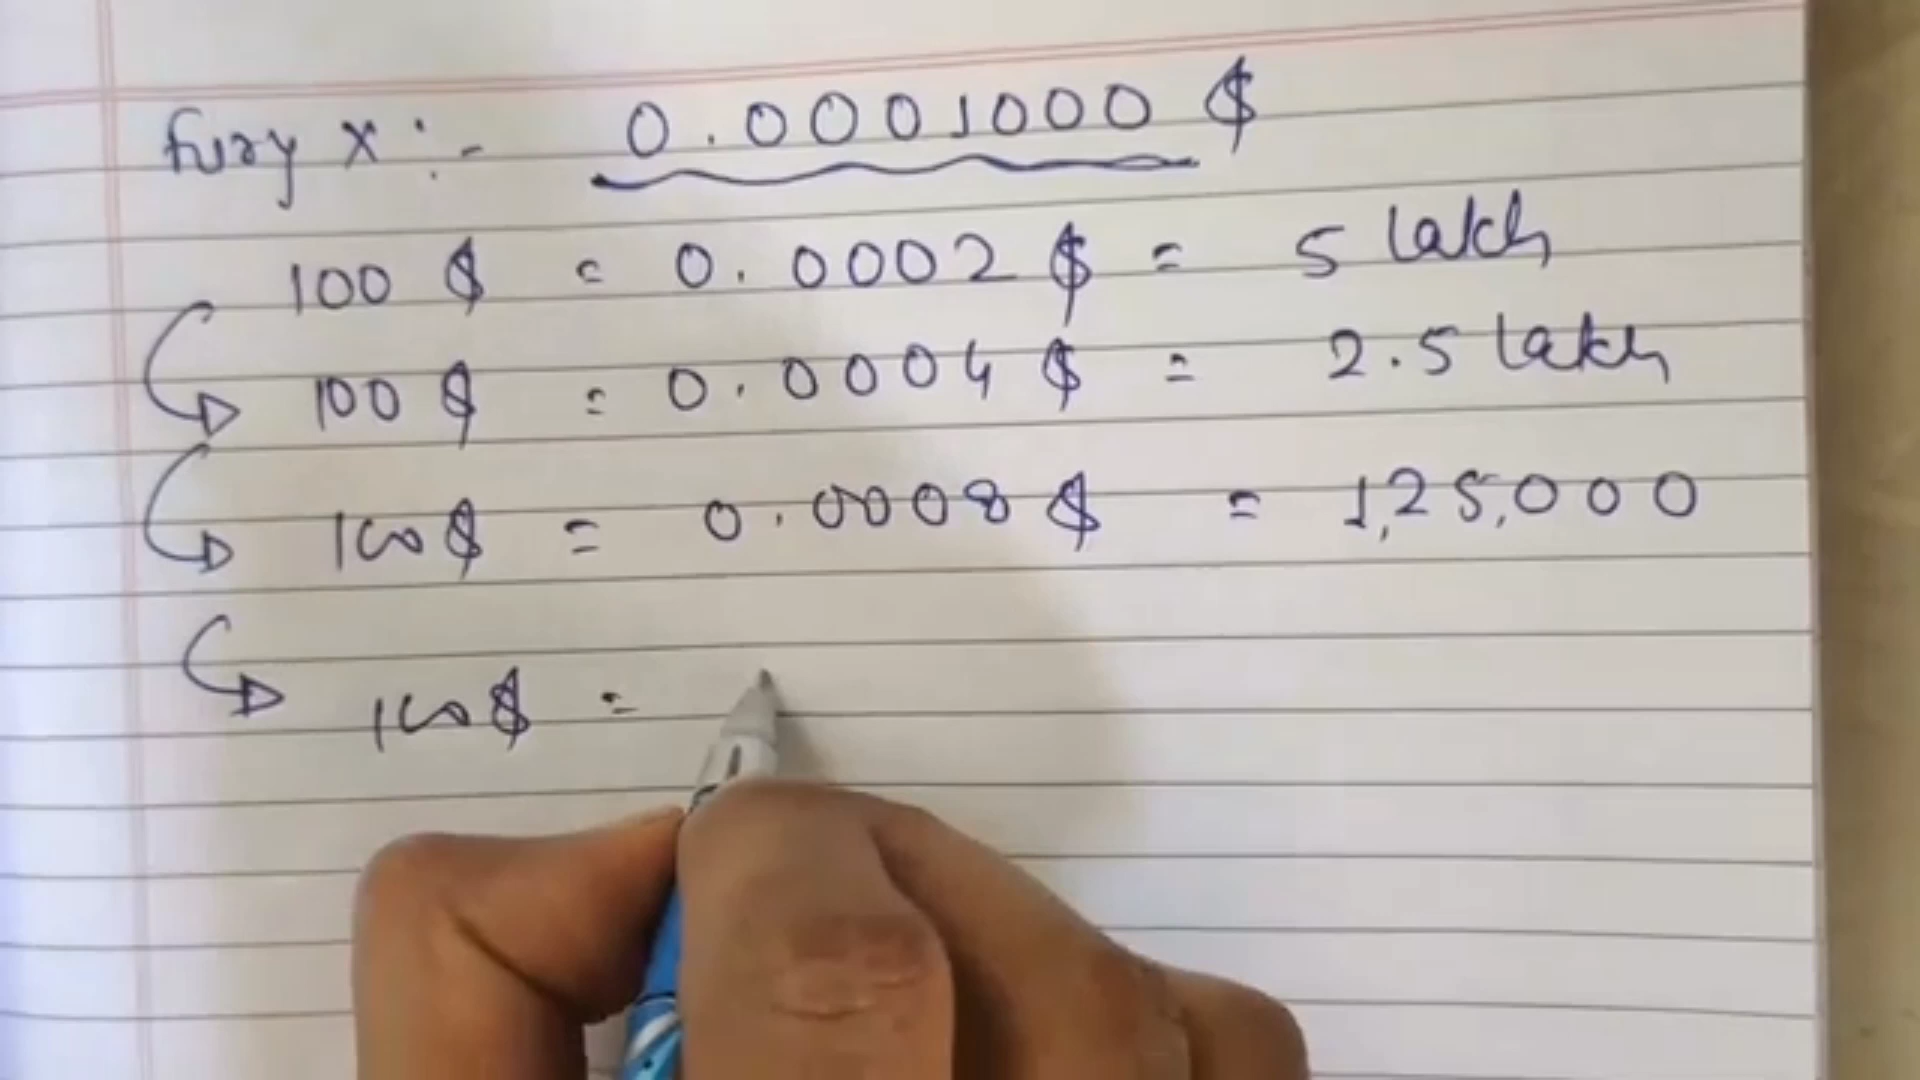 fury x :- 0.0001000 $
100 $ = 0.0002 $ = 5 lakh
100 $ = 0.0004 $ = 2.5 lakh
100 $ = 0.0008 $ = 1,25,000
100 $ =